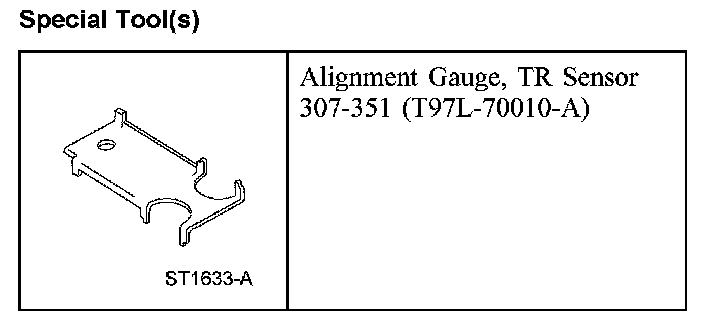 Special Tool(s)
Alignment Gauge, TR Sensor
307-351 (T97L-70010-A)
ST1633-A